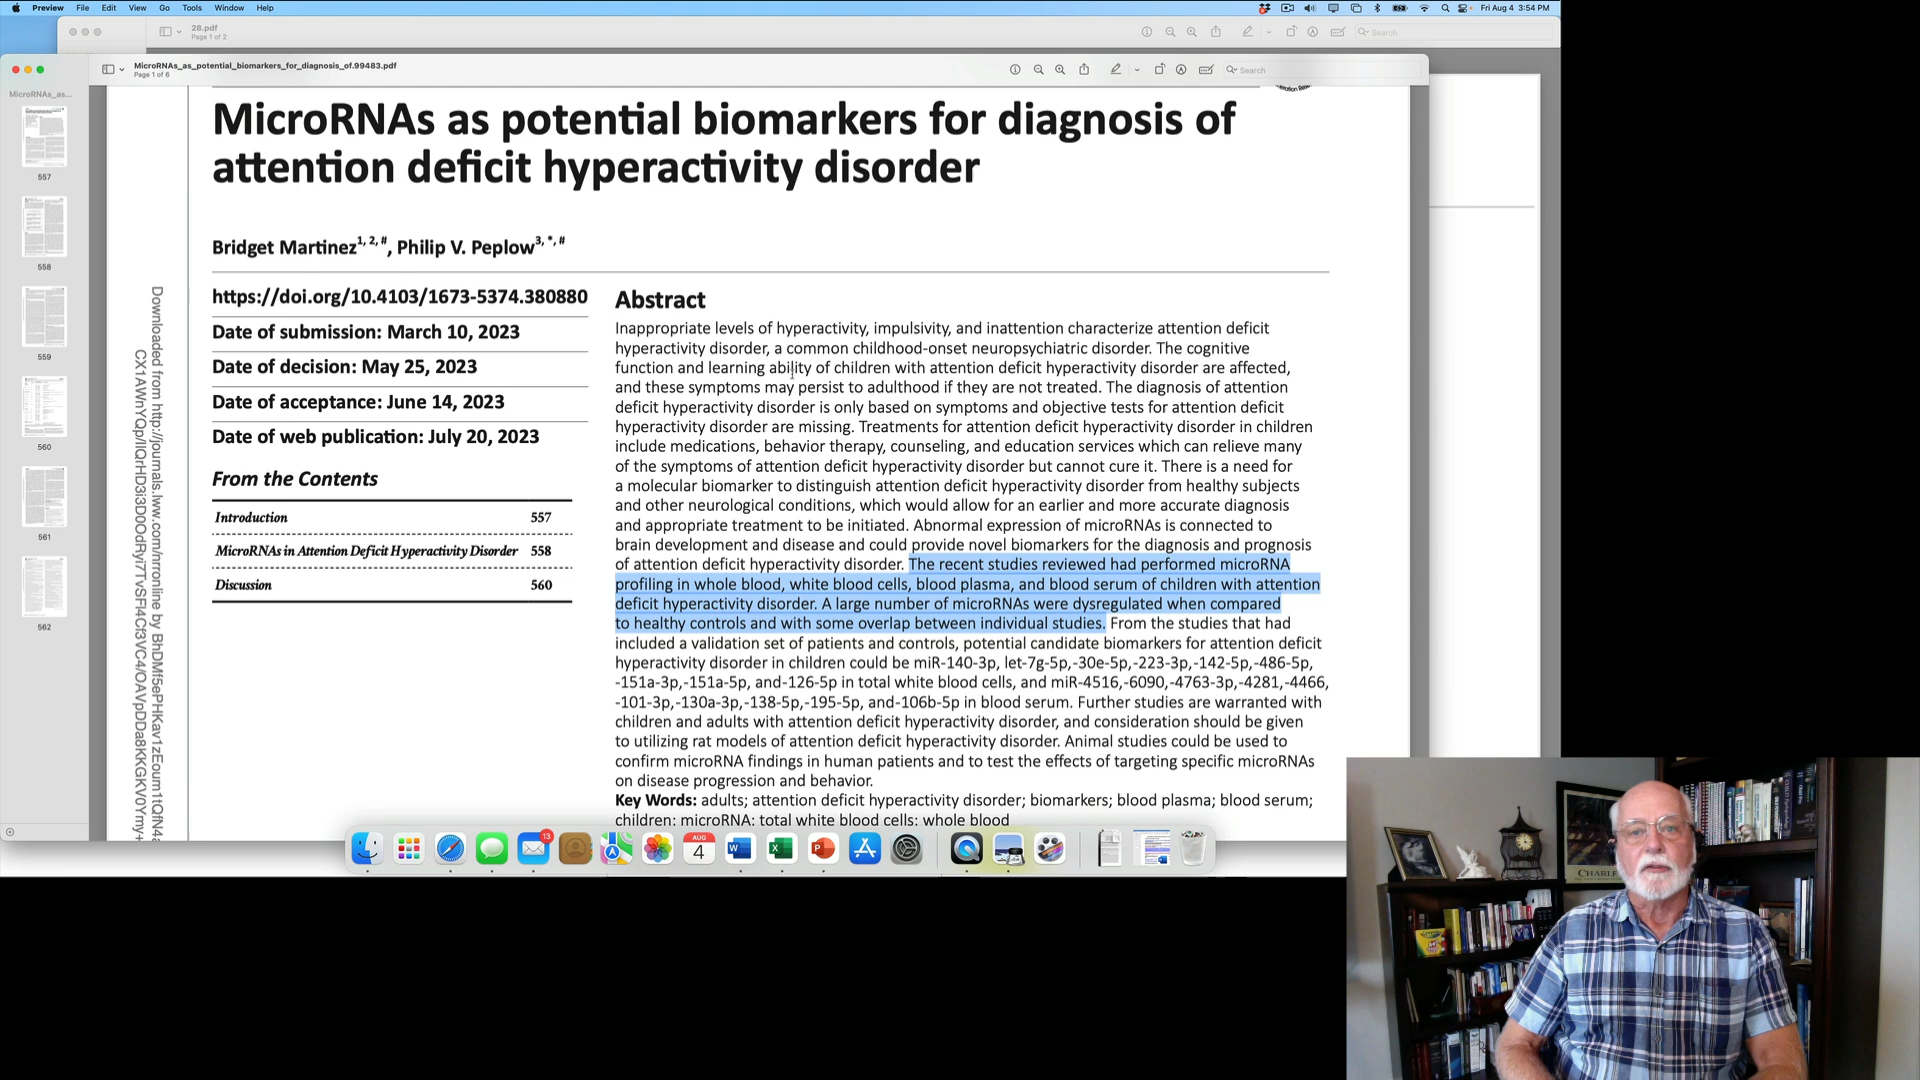 Preview File Edit View Go Tools Window Help
Fri Aug 4 3:54 PM
28.pdf
Page 1 of 2
Search
MicroRNAs_as_potential_biomarkers_for_diagnosis_of.99483.pdf
Page 1 of 6
Search
MicroRNAs_as...
557
558
559
560
561
562
MicroRNAs as potential biomarkers for diagnosis of
attention deficit hyperactivity disorder
Bridget Martinez1, 2, #, Philip V. Peplow3, *, #
https://doi.org/10.4103/1673-5374.380880
Date of submission: March 10, 2023
Date of decision: May 25, 2023
Date of acceptance: June 14, 2023
Date of web publication: July 20, 2023
From the Contents
Introduction 557
MicroRNAs in Attention Deficit Hyperactivity Disorder 558
Discussion 560
Abstract
Inappropriate levels of hyperactivity, impulsivity, and inattention characterize attention deficit
hyperactivity disorder, a common childhood-onset neuropsychiatric disorder. The cognitive
function and learning ability of children with attention deficit hyperactivity disorder are affected,
and these symptoms may persist to adulthood if they are not treated. The diagnosis of attention
deficit hyperactivity disorder is only based on symptoms and objective tests for attention deficit
hyperactivity disorder are missing. Treatments for attention deficit hyperactivity disorder in children
include medications, behavior therapy, counseling, and education services which can relieve many
of the symptoms of attention deficit hyperactivity disorder but cannot cure it. There is a need for
a molecular biomarker to distinguish attention deficit hyperactivity disorder from healthy subjects
and other neurological conditions, which would allow for an earlier and more accurate diagnosis
and appropriate treatment to be initiated. Abnormal expression of microRNAs is connected to
brain development and disease and could provide novel biomarkers for the diagnosis and prognosis
of attention deficit hyperactivity disorder. The recent studies reviewed had performed microRNA
profiling in whole blood, white blood cells, blood plasma, and blood serum of children with attention
deficit hyperactivity disorder. A large number of microRNAs were dysregulated when compared
to healthy controls and with some overlap between individual studies. From the studies that had
included a validation set of patients and controls, potential candidate biomarkers for attention deficit
hyperactivity disorder in children could be miR-140-3p, let-7g-5p,-30e-5p,-223-3p,-142-5p,-486-5p,
-151a-3p,-151a-5p, and-126-5p in total white blood cells, and miR-4516,-6090,-4763-3p,-4281,-4466,
-101-3p,-130a-3p,-138-5p,-195-5p, and-106b-5p in blood serum. Further studies are warranted with
children and adults with attention deficit hyperactivity disorder, and consideration should be given
to utilizing rat models of attention deficit hyperactivity disorder. Animal studies could be used to
confirm microRNA findings in human patients and to test the effects of targeting specific microRNAs
on disease progression and behavior.
Key Words: adults; attention deficit hyperactivity disorder; biomarkers; blood plasma; blood serum;
children; microRNA; total white blood cells; whole blood
Downloaded from http://journals.lww.com/nrronline by
13
AUG
4
CHARLE